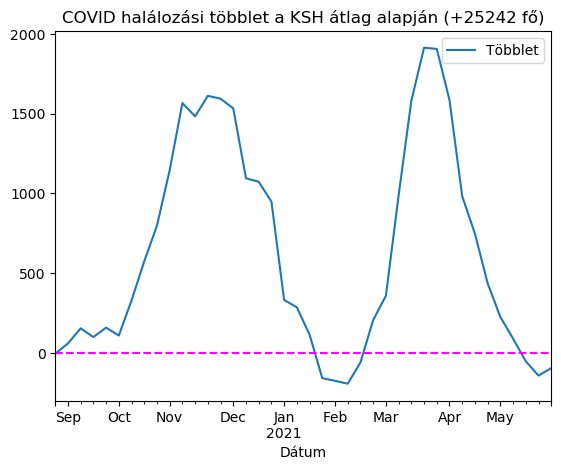 COVID halálozási többlet a KSH átlag alapján (+25242 fő)
Többlet
2000
1500
1000
500
0
Sep Oct Nov Dec Jan Feb Mar Apr May
2021
Dátum